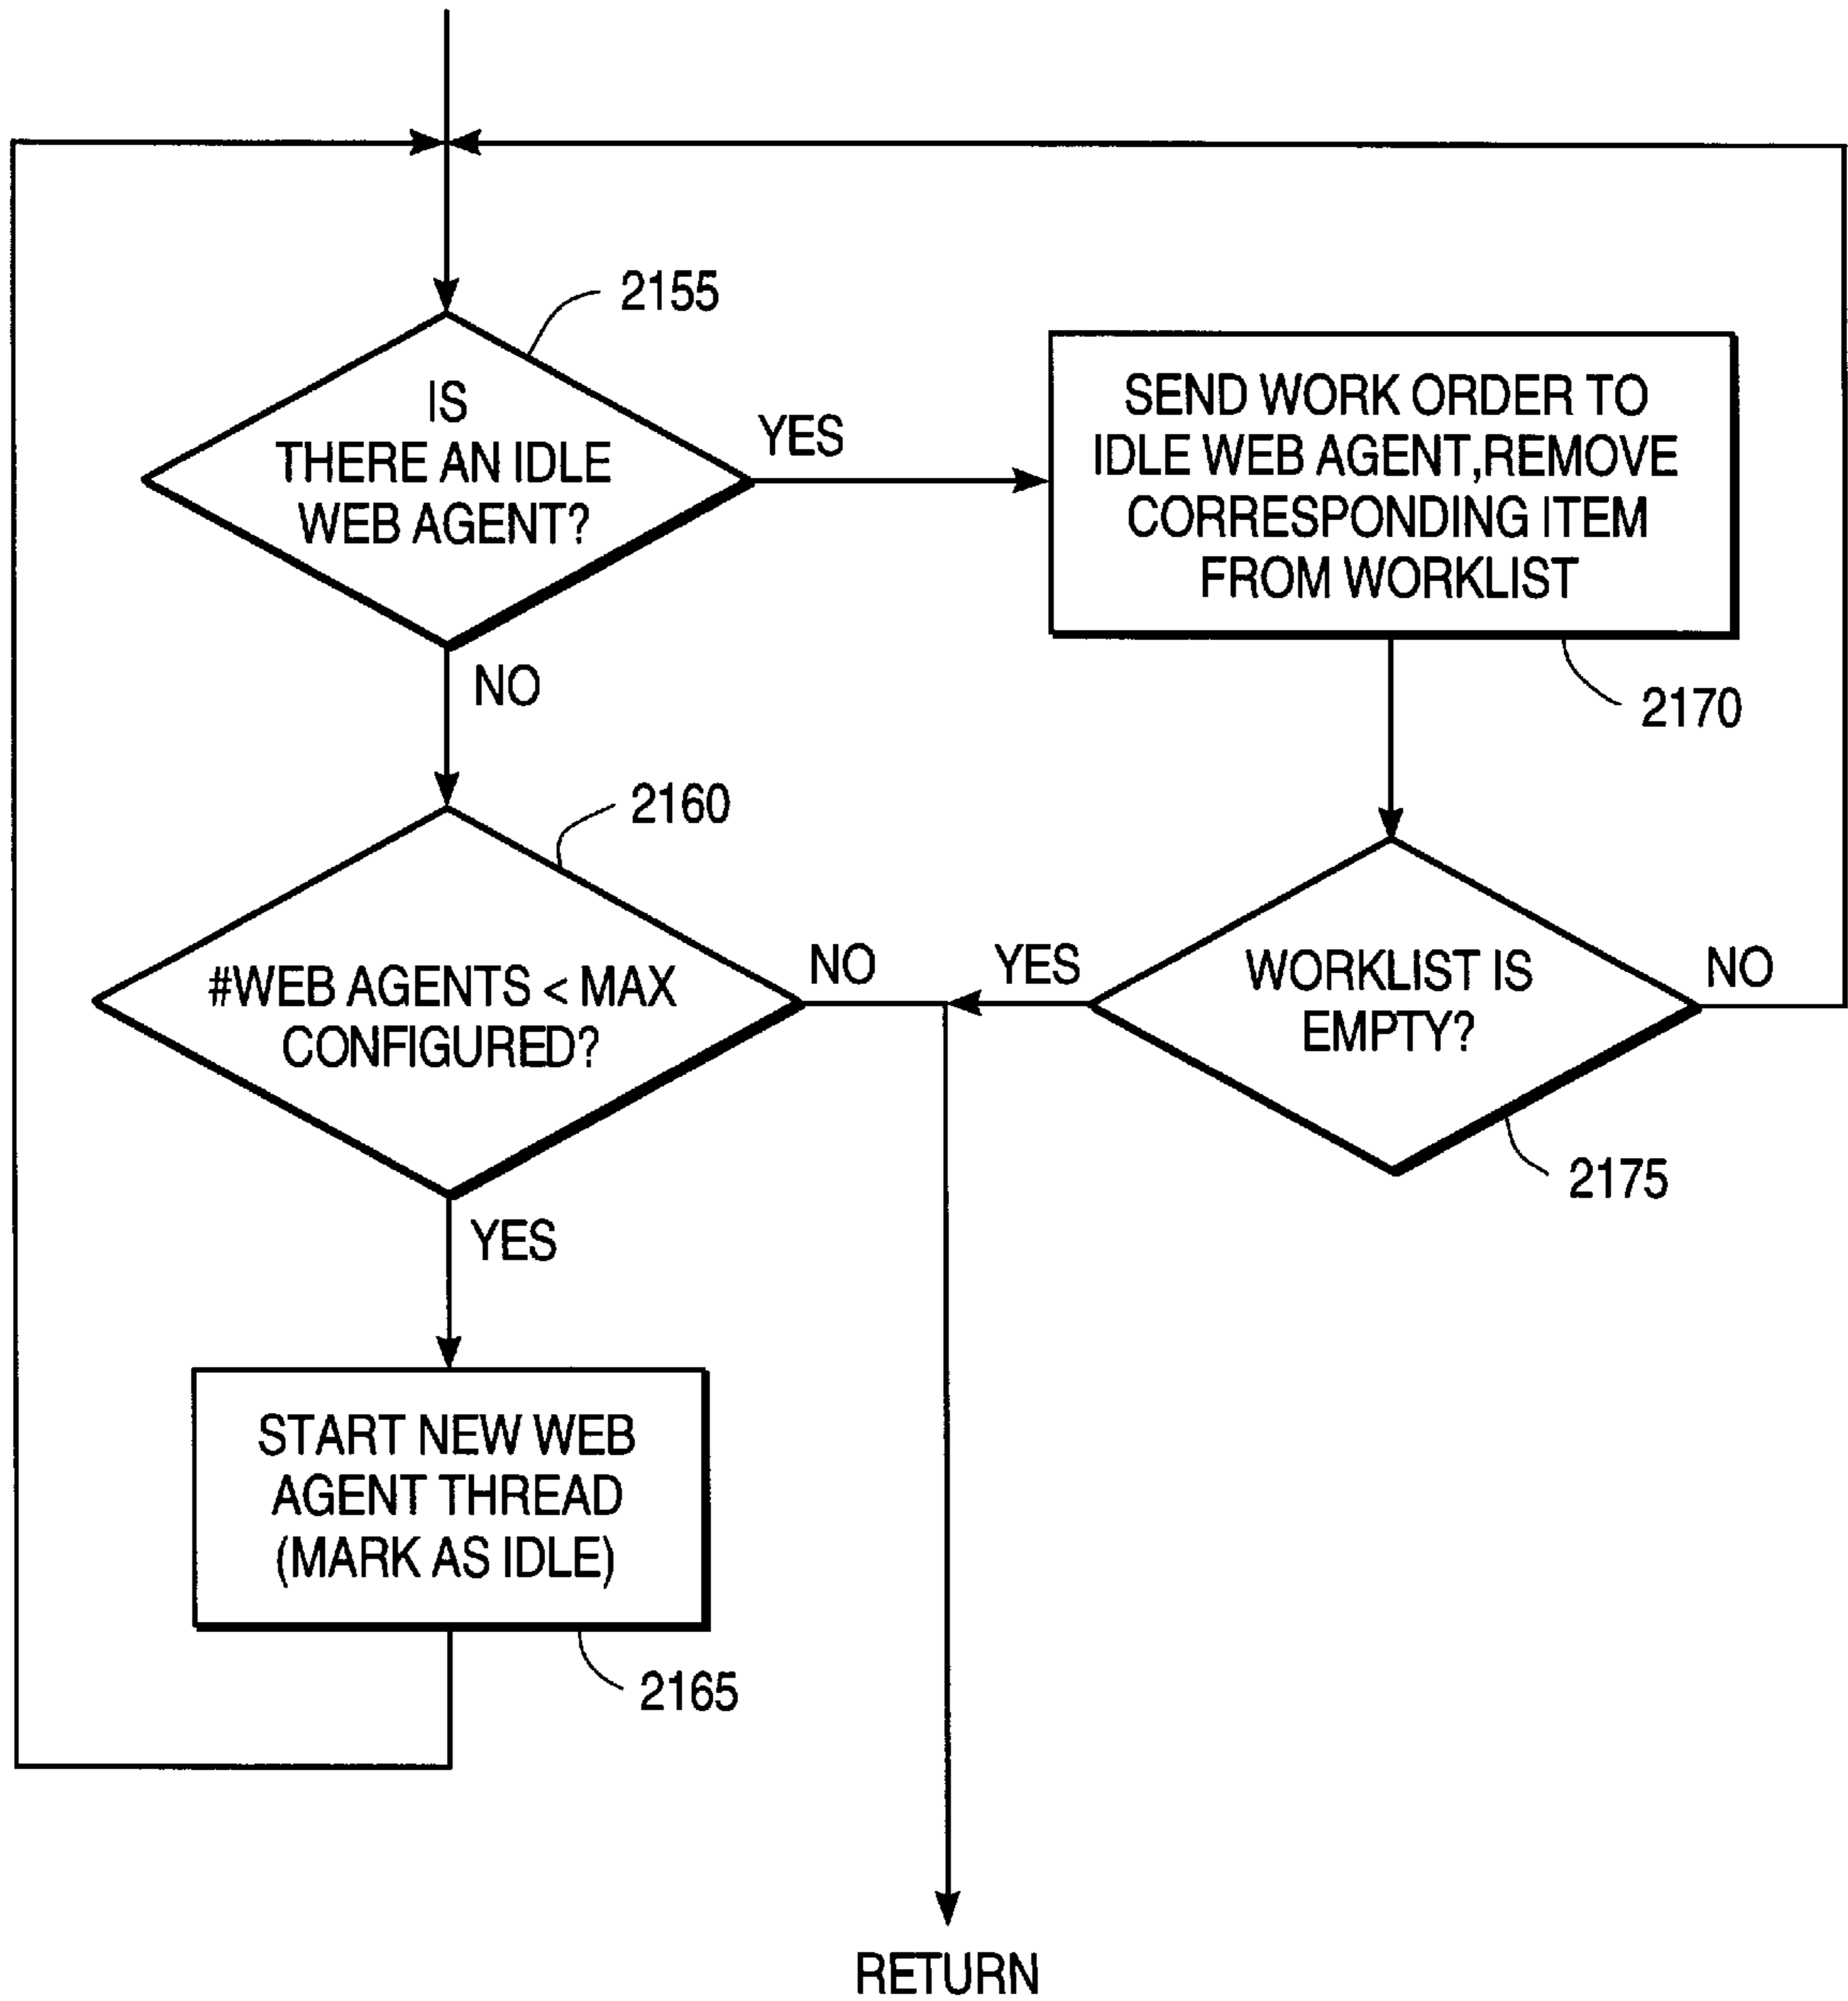 2155
IS
THERE AN IDLE
WEB AGENT?
YES
SEND WORK ORDER TO
IDLE WEB AGENT,REMOVE
CORRESPONDING ITEM
FROM WORKLIST
2170
NO
2160
#WEB AGENTS < MAX
CONFIGURED?
NO
YES
WORKLIST IS
EMPTY?
NO
2175
YES
START NEW WEB
AGENT THREAD
(MARK AS IDLE)
2165
RETURN